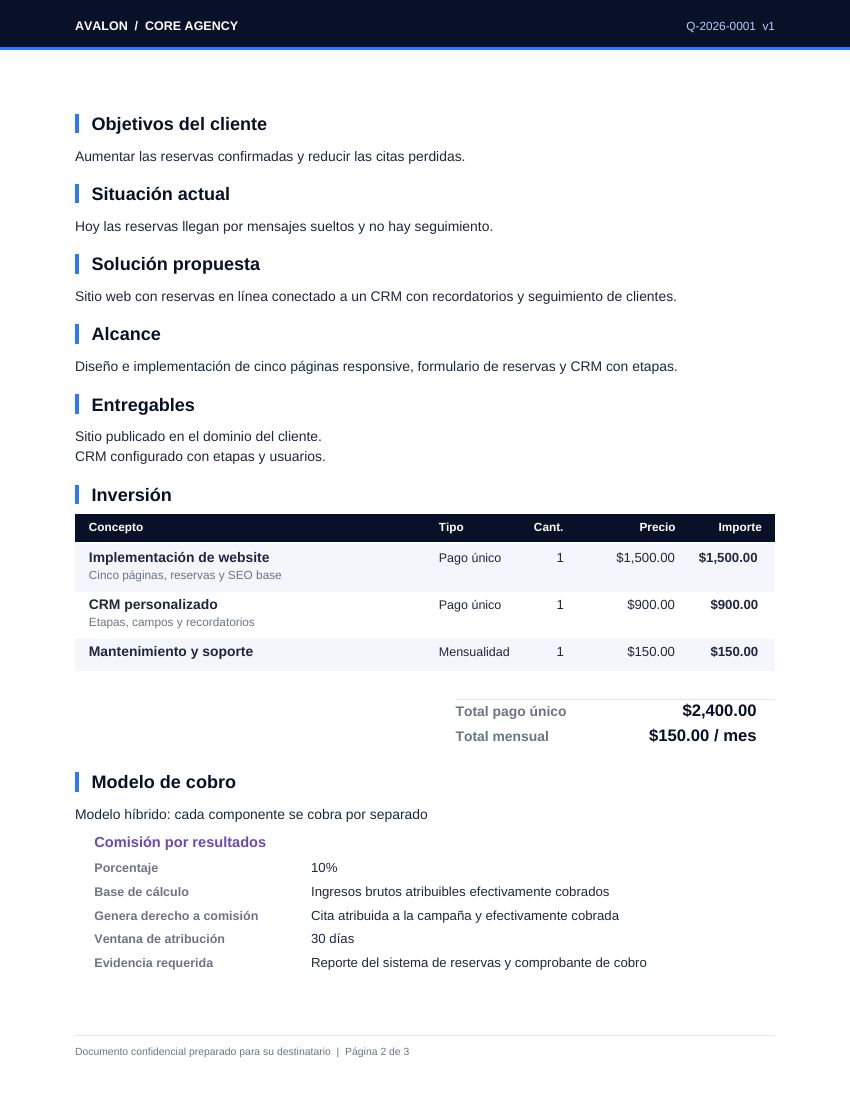 AVALON / CORE AGENCY Q-2026-0001 v1
Objetivos del cliente
Aumentar las reservas confirmadas y reducir las citas perdidas.
Situación actual
Hoy las reservas llegan por mensajes sueltos y no hay seguimiento.
Solución propuesta
Sitio web con reservas en línea conectado a un CRM con recordatorios y seguimiento de clientes.
Alcance
Diseño e implementación de cinco páginas responsive, formulario de reservas y CRM con etapas.
Entregables
Sitio publicado en el dominio del cliente.
CRM configurado con etapas y usuarios.
Inversión
Concepto Tipo Cant. Precio Importe
Implementación de website Pago único 1 $1,500.00 $1,500.00
Cinco páginas, reservas y SEO base
CRM personalizado Pago único 1 $900.00 $900.00
Etapas, campos y recordatorios
Mantenimiento y soporte Mensualidad 1 $150.00 $150.00
Total pago único $2,400.00
Total mensual $150.00 / mes
Modelo de cobro
Modelo híbrido: cada componente se cobra por separado
Comisión por resultados
Porcentaje 10%
Base de cálculo Ingresos brutos atribuibles efectivamente cobrados
Genera derecho a comisión Cita atribuida a la campaña y efectivamente cobrada
Ventana de atribución 30 días
Evidencia requerida Reporte del sistema de reservas y comprobante de cobro
Documento confidencial preparado para su destinatario | Página 2 de 3